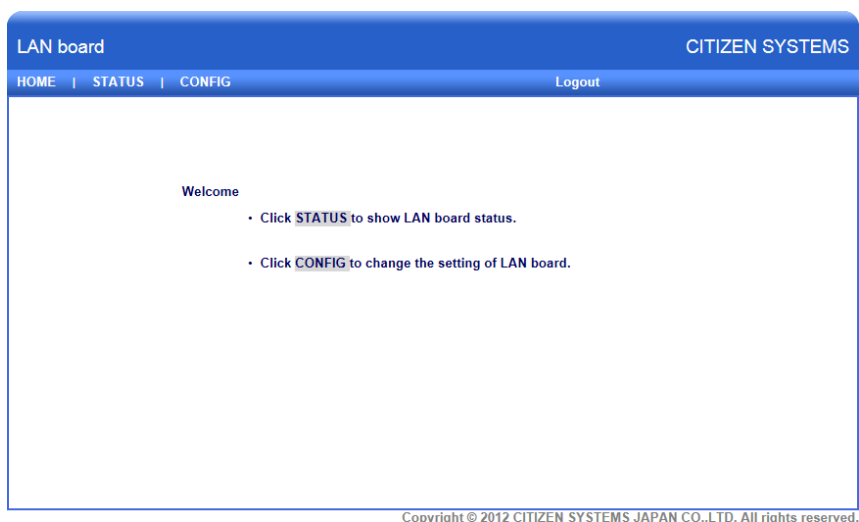 LAN board CITIZEN SYSTEMS
HOME | STATUS | CONFIG Logout
Welcome
• Click STATUS to show LAN board status.
• Click CONFIG to change the setting of LAN board.
Copyright © 2012 CITIZEN SYSTEMS JAPAN CO.,LTD. All rights reserved.